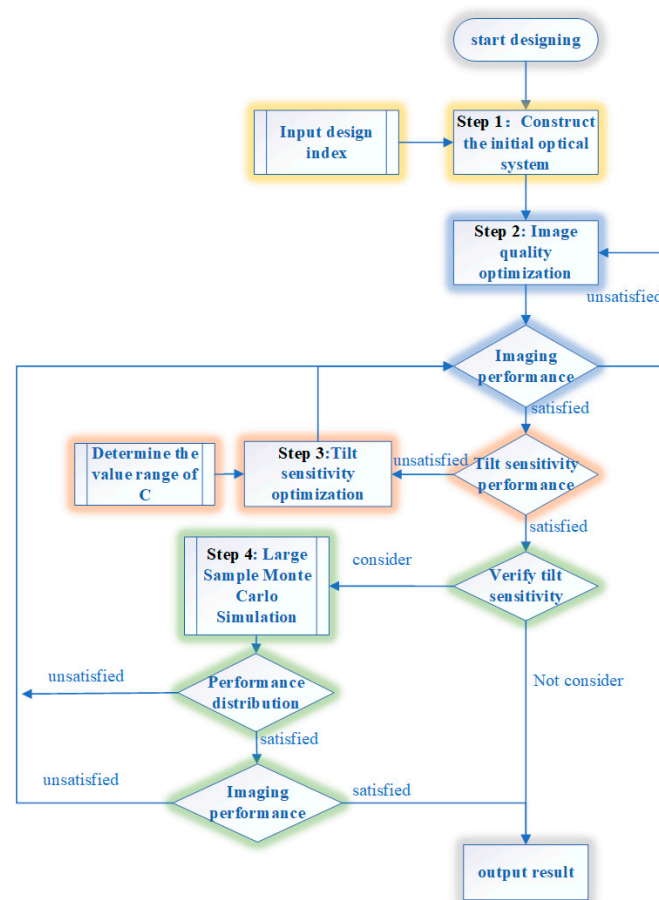 start designing
Input design
index
Step 1：Construct
the initial optical
system
Step 2: Image
quality
optimization
unsatisfied
Imaging
performance
satisfied
Determine the
value range of
C
Step 3:Tilt
sensitivity
optimization
unsatisfied
Tilt sensitivity
performance
satisfied
Step 4: Large
Sample Monte
Carlo
Simulation
consider
Verify tilt
sensitivity
unsatisfied
Performance
distribution
Not consider
satisfied
unsatisfied
Imaging
performance
satisfied
output result